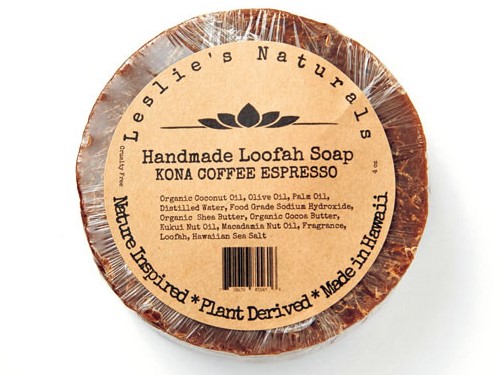 Leslie's Naturals
Handmade Loofah Soap
KONA COFFEE ESPRESSO
Cruelty Free
4 oz
Organic Coconut Oil, Olive Oil, Palm Oil,
Distilled Water, Food Grade Sodium Hydroxide,
Organic Shea Butter, Organic Cocoa Butter,
Kukui Nut Oil, Macadamia Nut Oil, Fragrance,
Loofah, Hawaiian Sea Salt
Nature Inspired * Plant Derived * Made in Hawaii